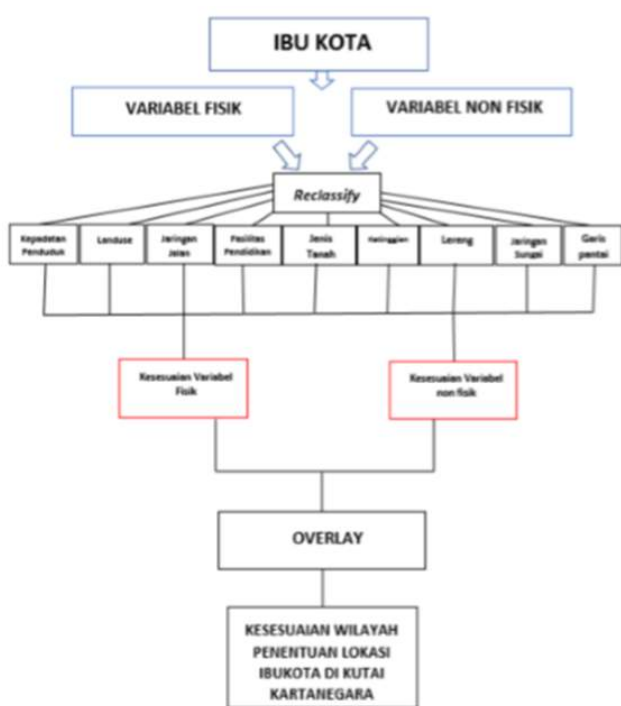 IBU KOTA
VARIABEL FISIK
VARIABEL NON FISIK
Reclassify
Kepadatan
Penduduk
Landuse
Jaringan
Jalan
Fasilitas
Pendidikan
Jenis
Tanah
Ketinggian
Lereng
Jaringan
Sungai
Garis
pantai
Kesesuaian Variabel
Fisik
Kesesuaian Variabel
non fisik
OVERLAY
KESESUAIAN WILAYAH
PENENTUAN LOKASI
IBUKOTA DI KUTAI
KARTANEGARA